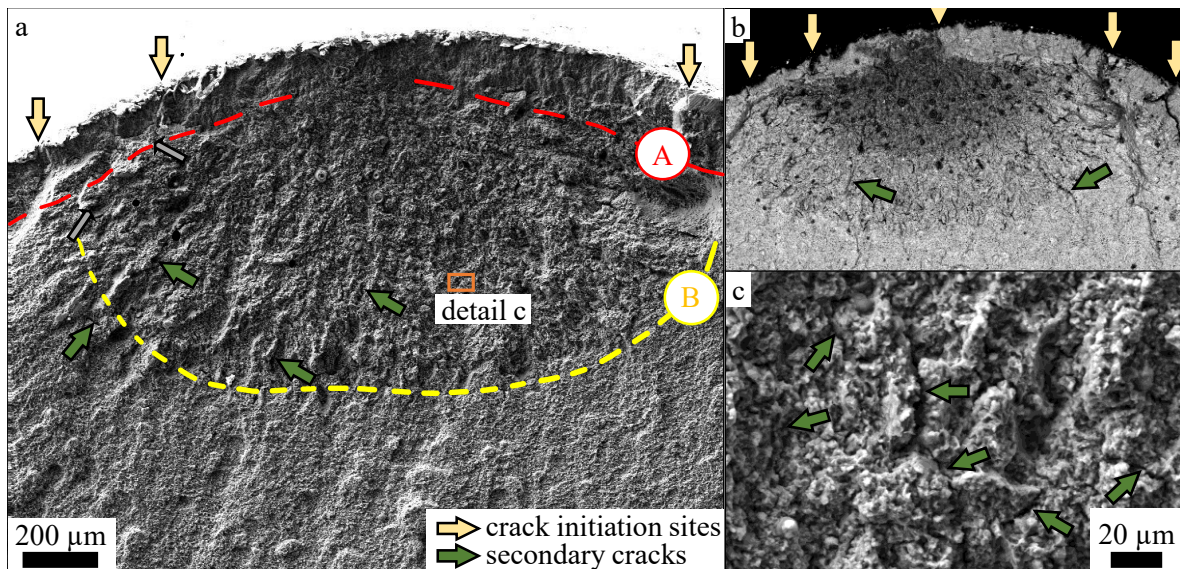 a
A
B
detail c
200 µm
crack initiation sites
secondary cracks
b
c
20 µm